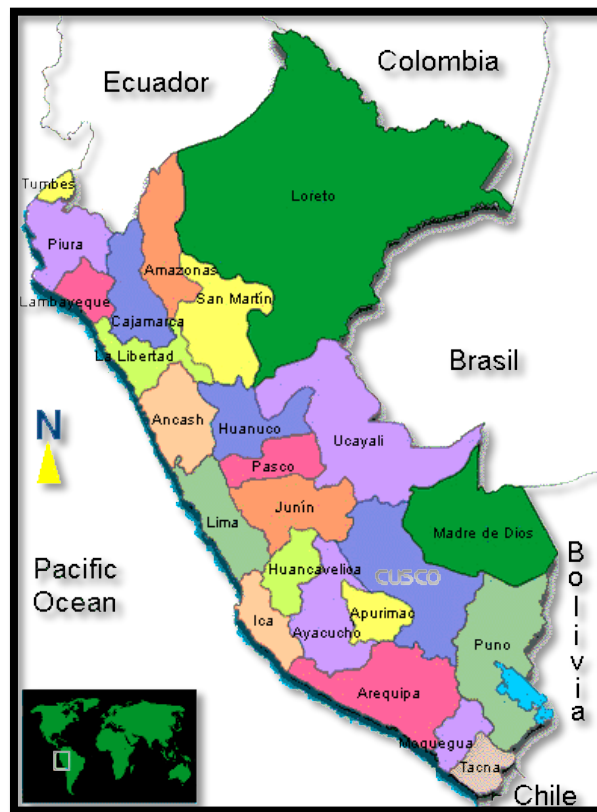 Ecuador
Colombia
Tumbes
Loreto
Piura
Amazonas
San Martín
Lambayeque
Cajamarca
La Libertad
Brasil
Ancash
Huanuco
Ucayali
N
Pasco
Junín
Lima
Madre de Dios
Huancavelica
CUSCO
Pacific
Ocean
Ica
Apurimac
Ayacucho
Puno
Bolivia
Arequipa
Moquegua
Tacna
Chile